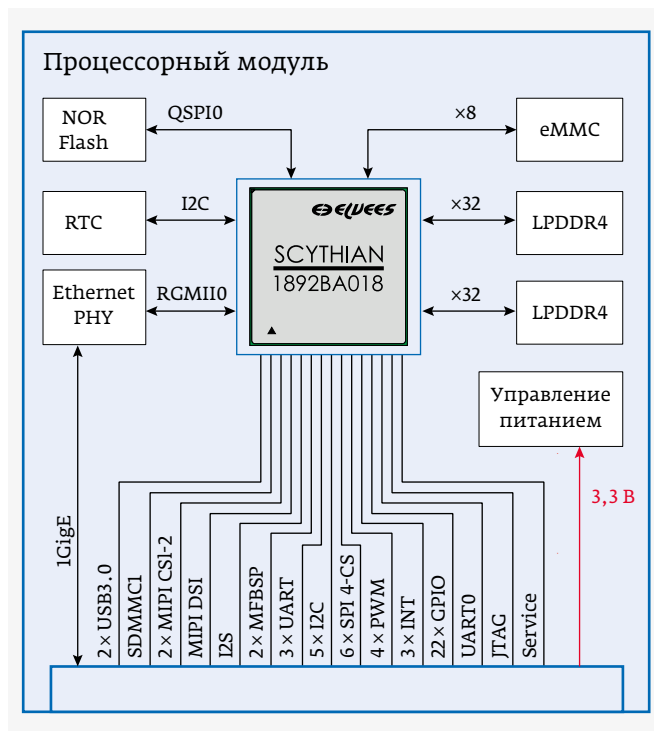 Процессорный модуль
NOR
Flash
QSPI0
×8
eMMC
RTC
I2C
ELVEES
SCYTHIAN
1892BA018
×32
LPDDR4
Ethernet
PHY
RGMII0
×32
LPDDR4
Управление
питанием
3,3 В
1GigE
2 × USB3.0
SDMMC1
2 × MIPI CSI-2
MIPI DSI
I2S
2 × MFBSP
3 × UART
5 × I2C
6 × SPI 4-CS
4 × PWM
3 × INT
22 × GPIO
UART0
JTAG
Service